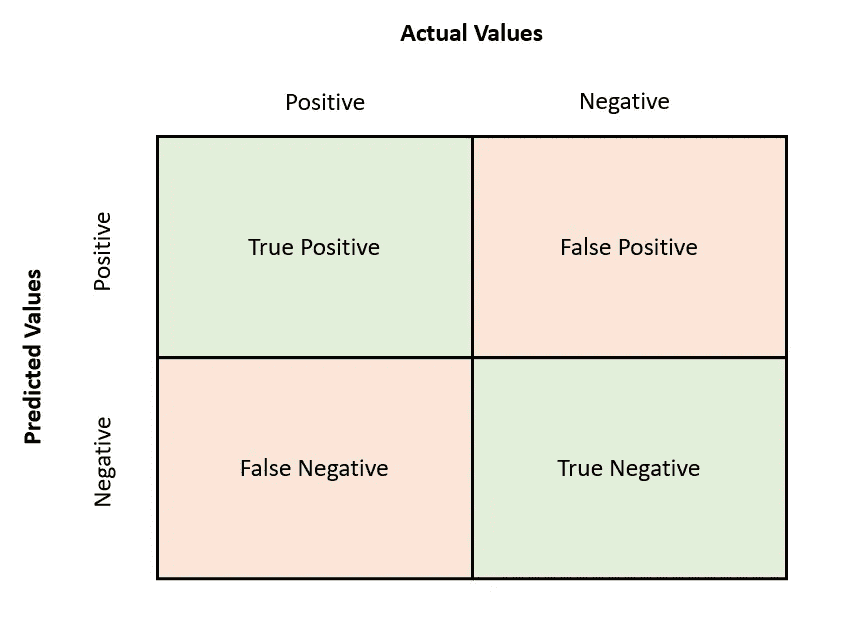 Actual Values
Positive
Negative
Predicted Values
Positive
True Positive
False Positive
Negative
False Negative
True Negative